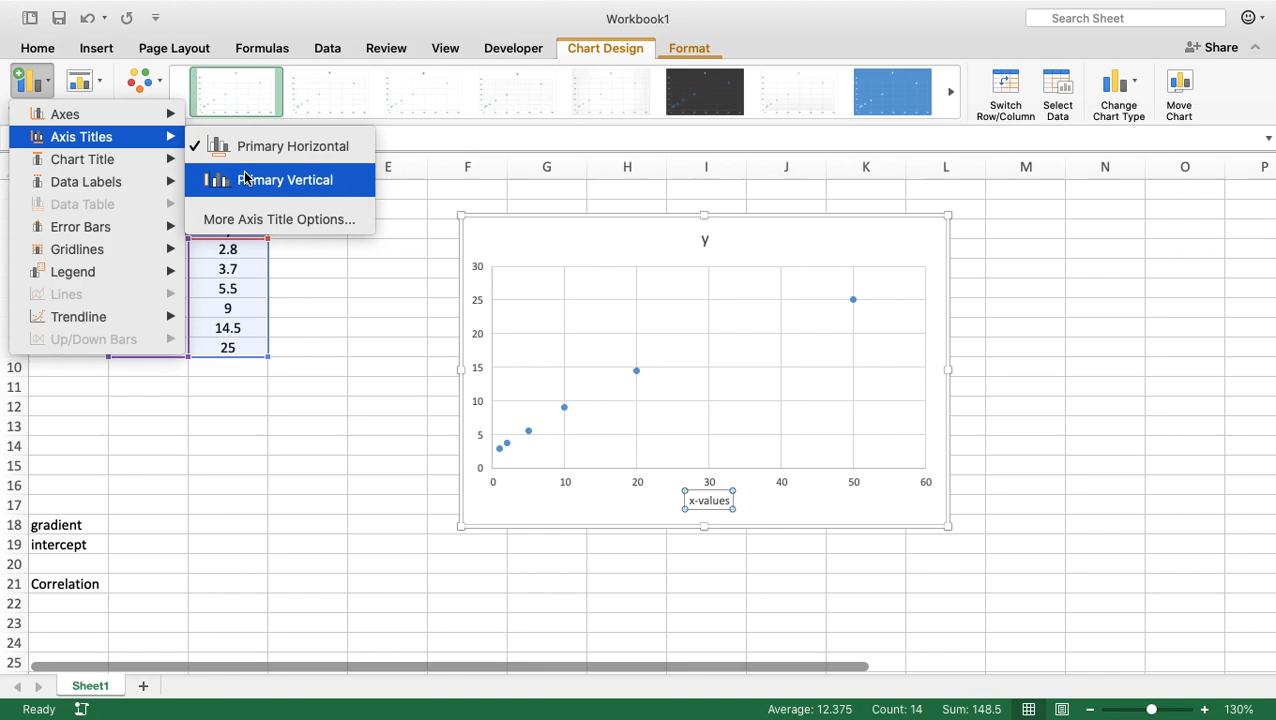 Workbook1
Search Sheet
Home Insert Page Layout Formulas Data Review View Developer Chart Design Format Share
Switch Row/Column
Select Data
Change Chart Type
Move Chart
Axes
Axis Titles
Chart Title
Data Labels
Data Table
Error Bars
Gridlines
Legend
Lines
Trendline
Up/Down Bars
Primary Horizontal
Primary Vertical
More Axis Title Options...
E F G H I J K L M N O P
2.8
3.7
5.5
9
14.5
25
y
30
25
20
15
10
5
0
0 10 20 30 40 50 60
x-values
10
11
12
13
14
15
16
17
18 gradient
19 intercept
20
21 Correlation
22
23
24
25
Sheet1
Ready Average: 12.375 Count: 14 Sum: 148.5 130%